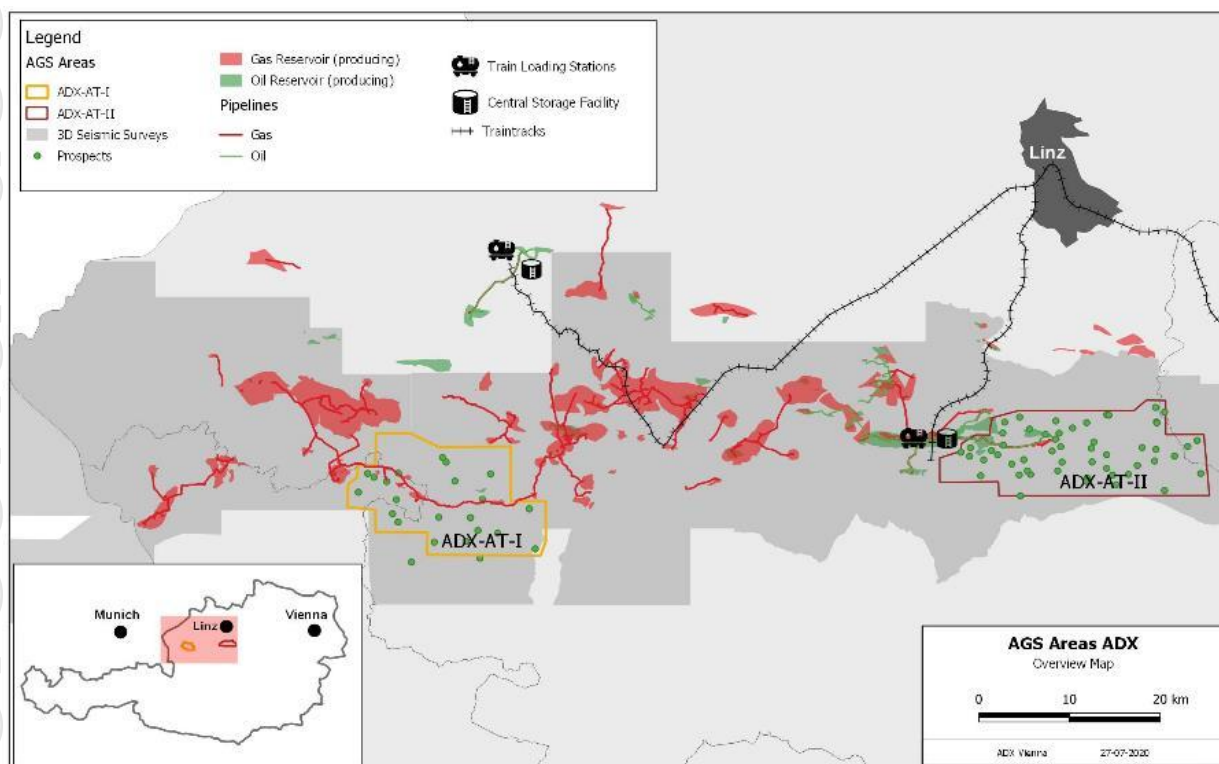 Legend
AGS Areas
ADX-AT-I
ADX-AT-II
3D Seismic Surveys
Prospects
Gas Reservoir (producing)
Oil Reservoir (producing)
Pipelines
Gas
Oil
Train Loading Stations
Central Storage Facility
Traintracks
Linz
ADX-AT-II
ADX-AT-I
Munich
Linz
Vienna
AGS Areas ADX
Overview Map
0 10 20 km
ADX Vienna 27-07-2020